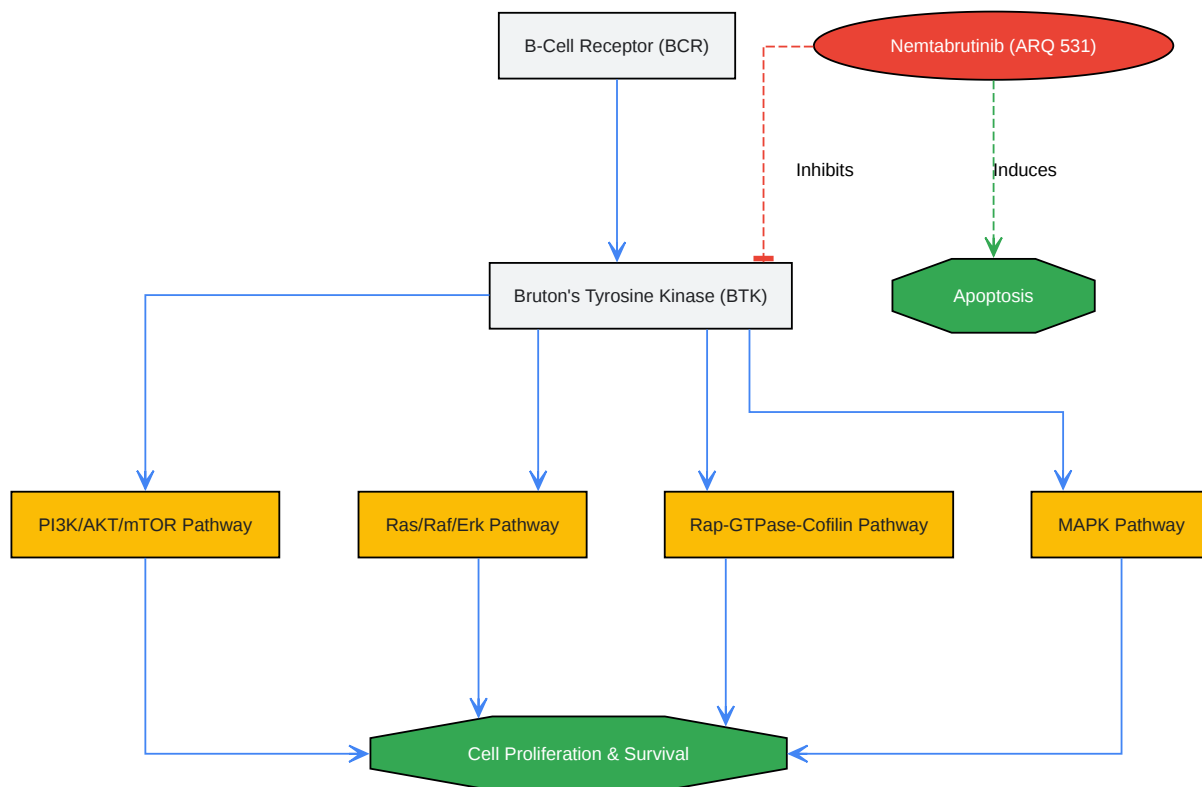 B-Cell Receptor (BCR)
Nemtabrutinib (ARQ 531)
Inhibits
Induces
Bruton's Tyrosine Kinase (BTK)
Apoptosis
PI3K/AKT/mTOR Pathway
Ras/Raf/Erk Pathway
Rap-GTPase-Cofilin Pathway
MAPK Pathway
Cell Proliferation & Survival